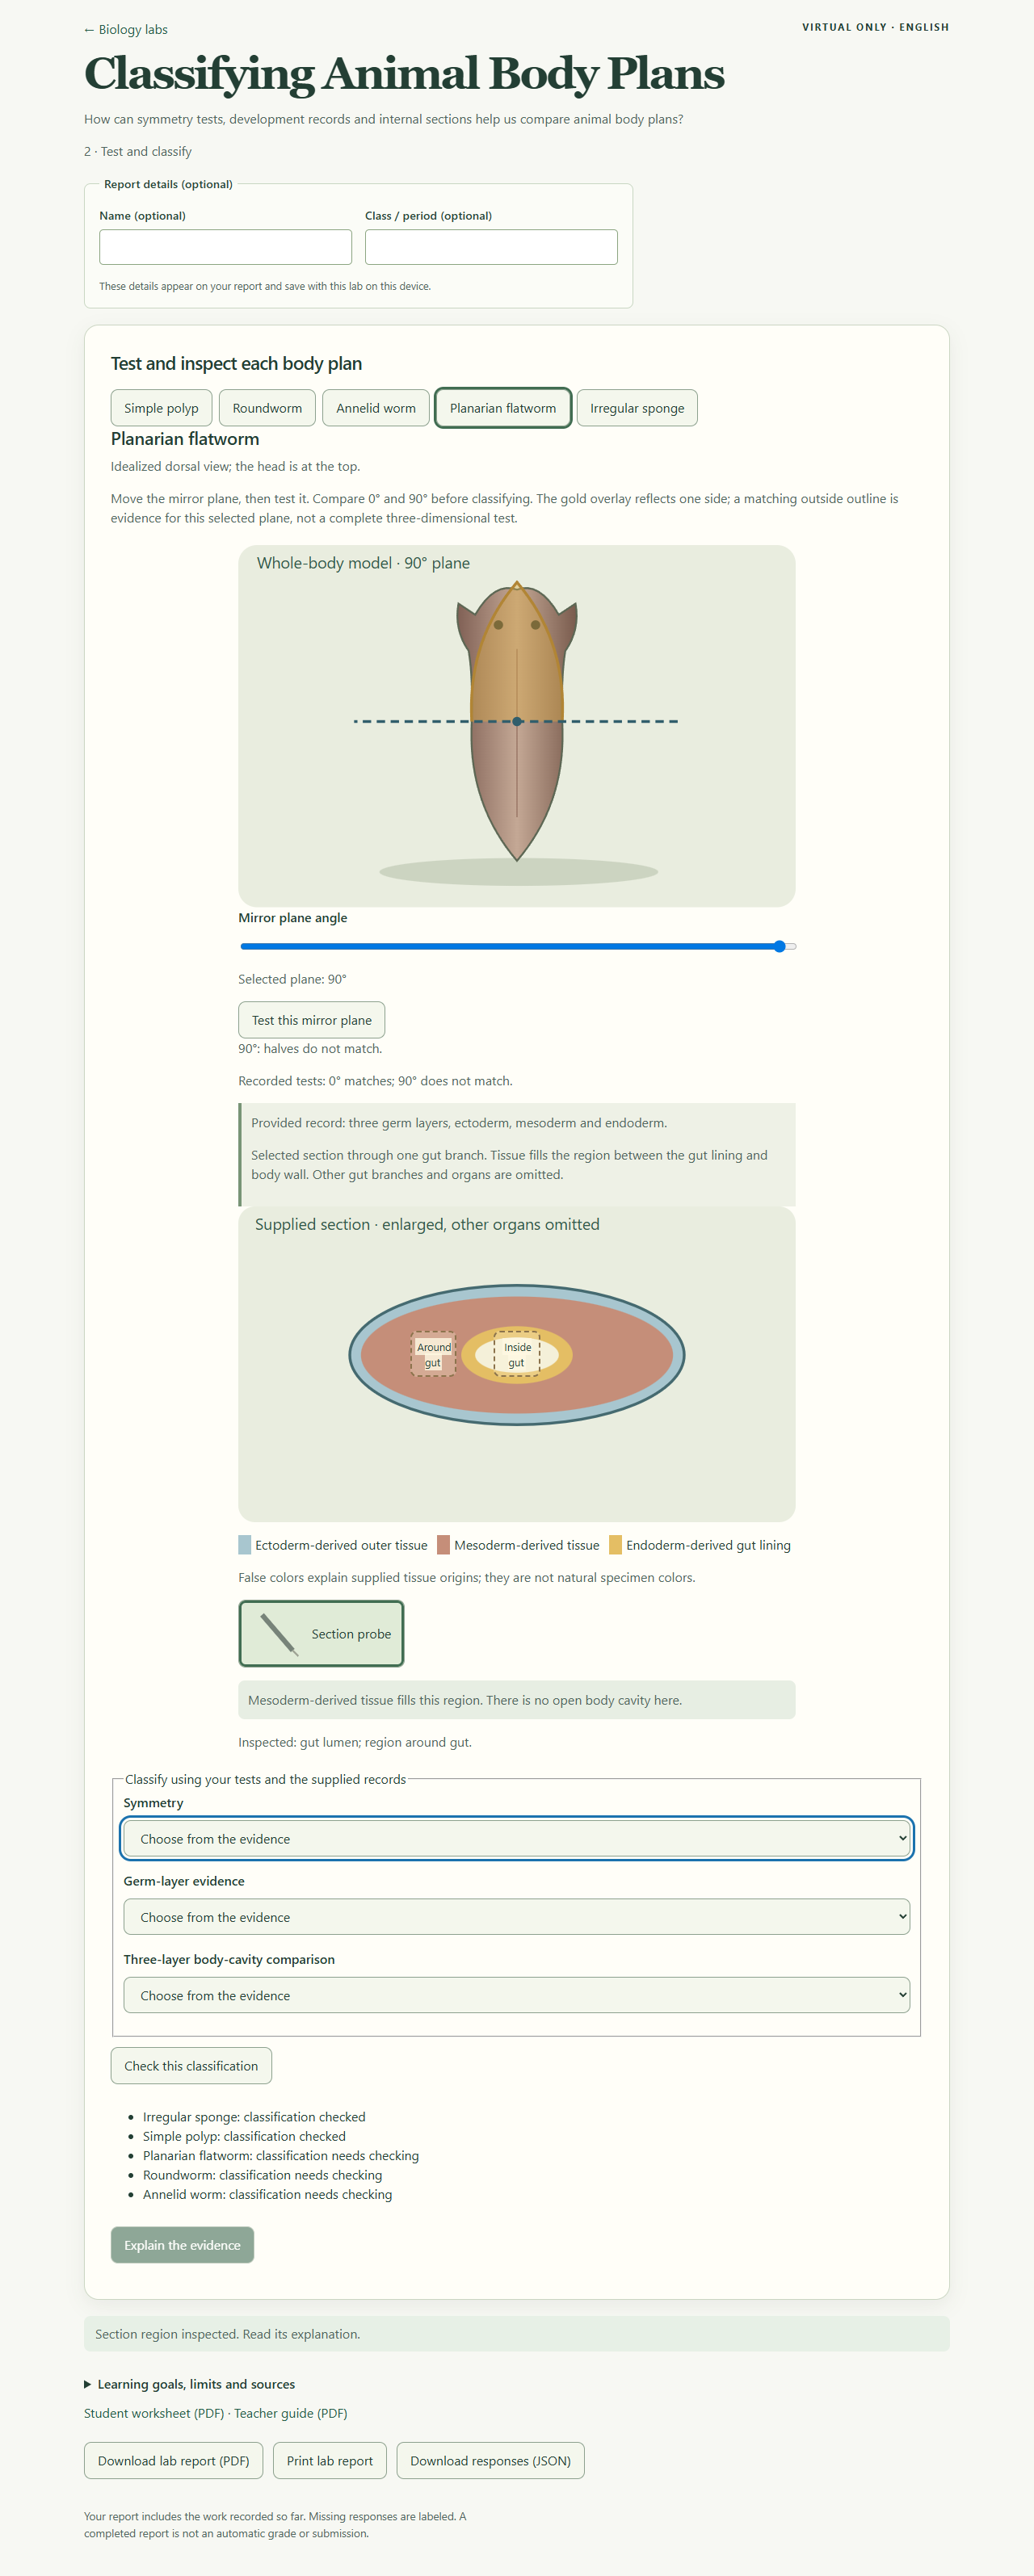 ← Biology labs
VIRTUAL ONLY · ENGLISH
Classifying Animal Body Plans
How can symmetry tests, development records and internal sections help us compare animal body plans?
2 · Test and classify
Report details (optional)
Name (optional)
Class / period (optional)
These details appear on your report and save with this lab on this device.
Test and inspect each body plan
Simple polyp
Roundworm
Annelid worm
Planarian flatworm
Irregular sponge
Planarian flatworm
Idealized dorsal view; the head is at the top.
Move the mirror plane, then test it. Compare 0° and 90° before classifying. The gold overlay reflects one side; a matching outside outline is
evidence for this selected plane, not a complete three-dimensional test.
Whole-body model · 90° plane
Mirror plane angle
Selected plane: 90°
Test this mirror plane
90°: halves do not match.
Recorded tests: 0° matches; 90° does not match.
Provided record: three germ layers, ectoderm, mesoderm and endoderm.
Selected section through one gut branch. Tissue fills the region between the gut lining and
body wall. Other gut branches and organs are omitted.
Supplied section · enlarged, other organs omitted
Around
gut
Inside
gut
Ectoderm-derived outer tissue
Mesoderm-derived tissue
Endoderm-derived gut lining
False colors explain supplied tissue origins; they are not natural specimen colors.
Section probe
Mesoderm-derived tissue fills this region. There is no open body cavity here.
Inspected: gut lumen; region around gut.
Classify using your tests and the supplied records
Symmetry
Choose from the evidence
Germ-layer evidence
Choose from the evidence
Three-layer body-cavity comparison
Choose from the evidence
Check this classification
• Irregular sponge: classification checked
• Simple polyp: classification checked
• Planarian flatworm: classification needs checking
• Roundworm: classification needs checking
• Annelid worm: classification needs checking
Explain the evidence
Section region inspected. Read its explanation.
▶ Learning goals, limits and sources
Student worksheet (PDF) · Teacher guide (PDF)
Download lab report (PDF)
Print lab report
Download responses (JSON)
Your report includes the work recorded so far. Missing responses are labeled. A
completed report is not an automatic grade or submission.